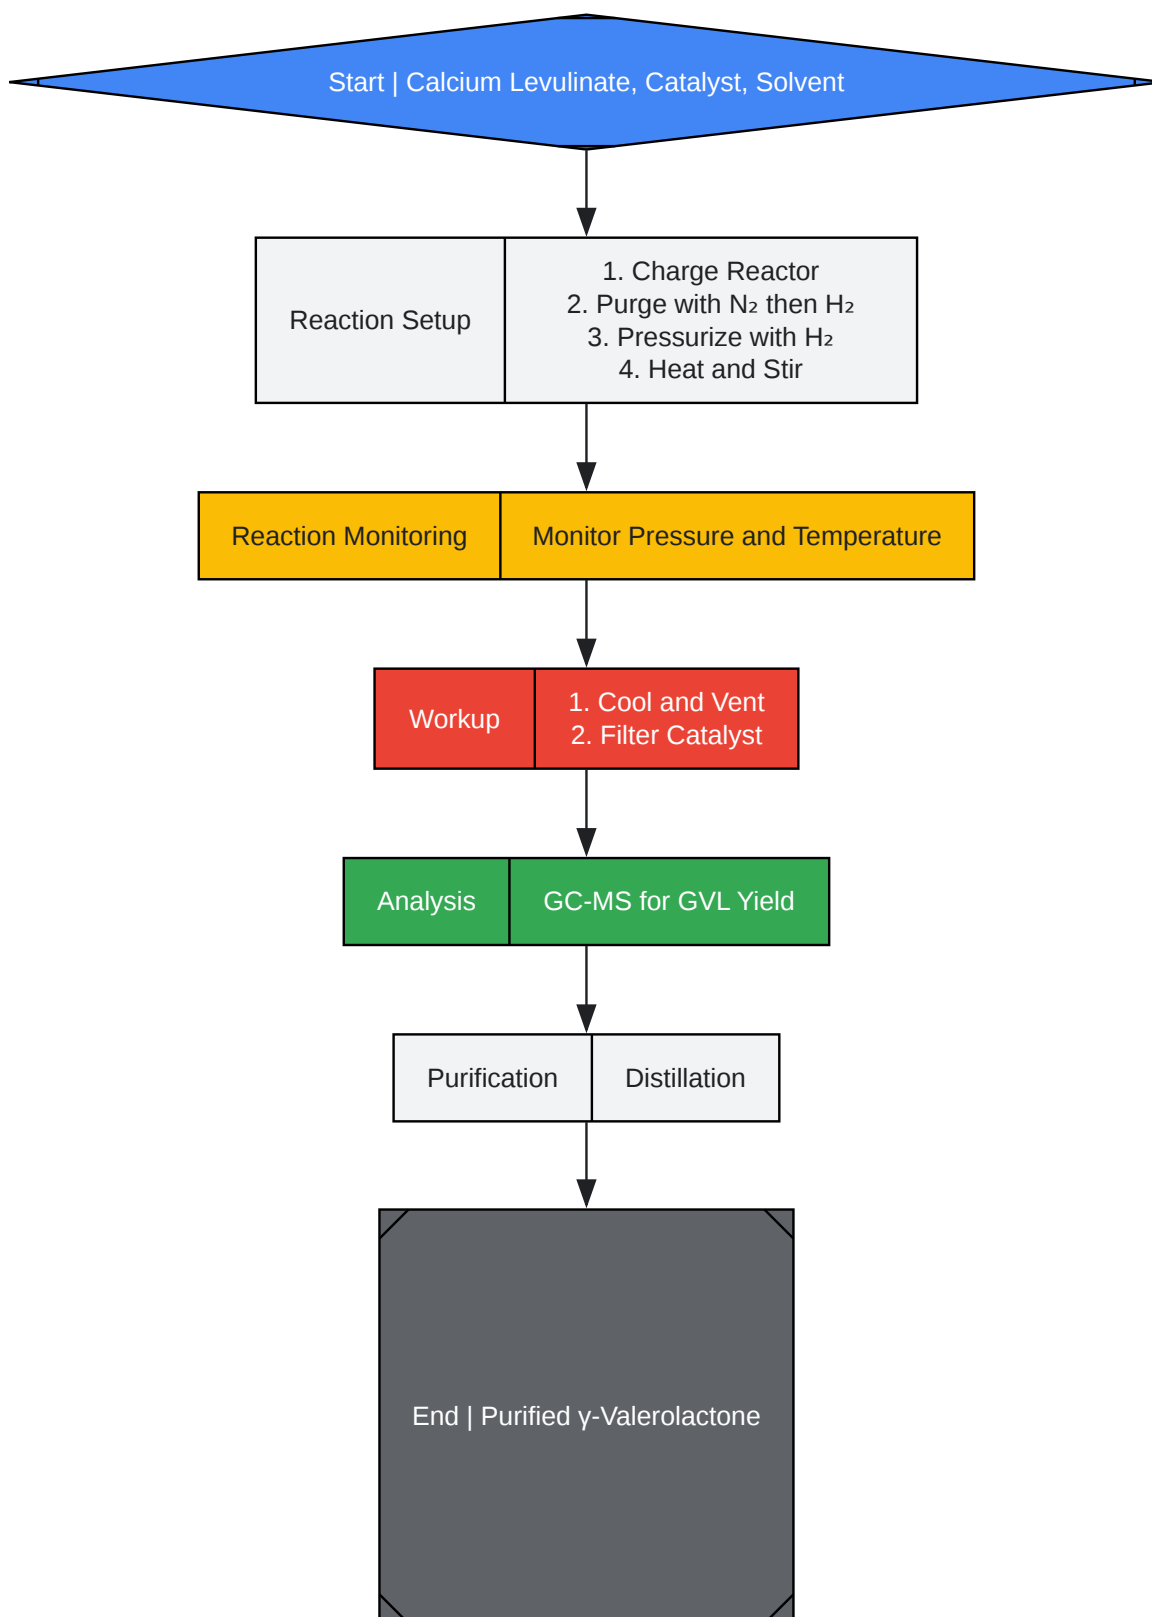 Start | Calcium Levulinate, Catalyst, Solvent
Reaction Setup
1. Charge Reactor
2. Purge with N₂ then H₂
3. Pressurize with H₂
4. Heat and Stir
Reaction Monitoring
Monitor Pressure and Temperature
Workup
1. Cool and Vent
2. Filter Catalyst
Analysis
GC-MS for GVL Yield
Purification
Distillation
End | Purified γ-Valerolactone